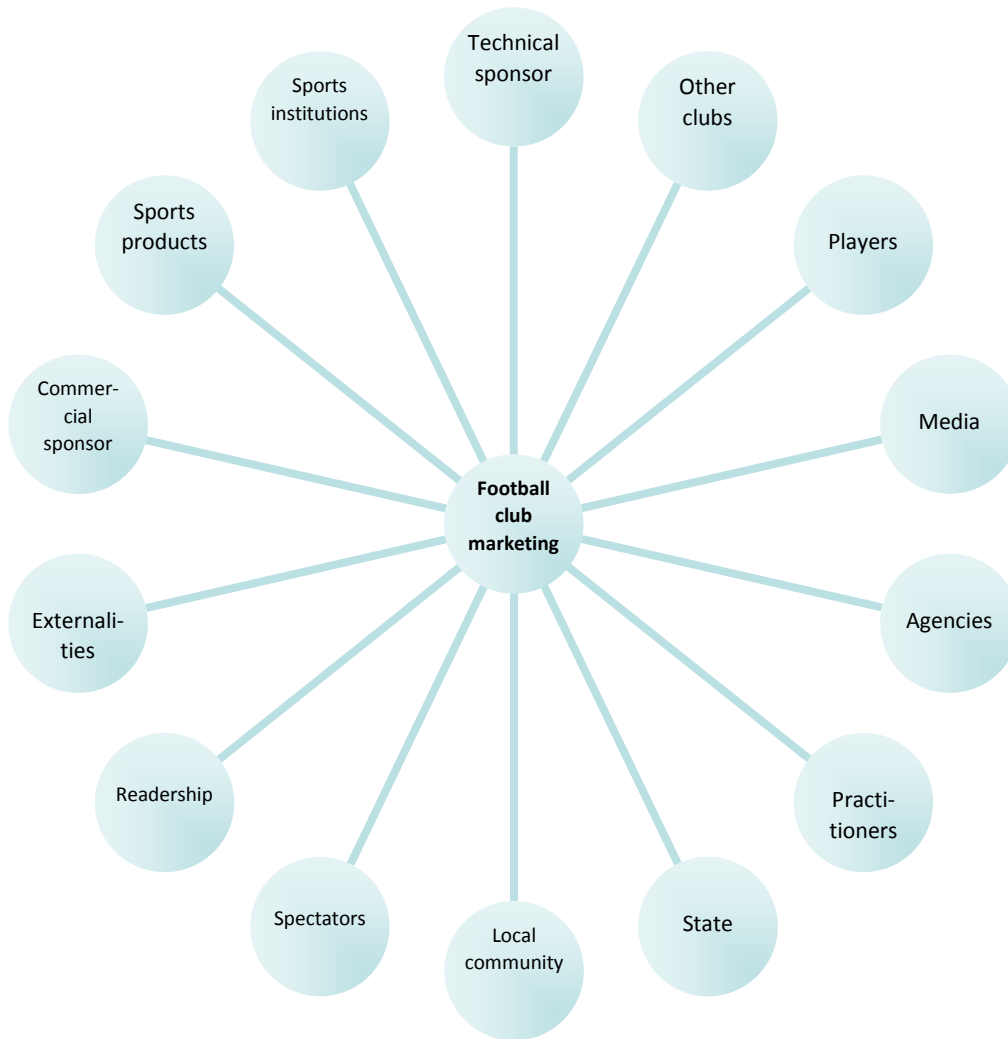 Technical
sponsor
Other
clubs
Players
Media
Agencies
Practi-
tioners
State
Local
community
Spectators
Readership
Externali-
ties
Commer-
cial
sponsor
Sports
products
Sports
institutions
Football
club
marketing